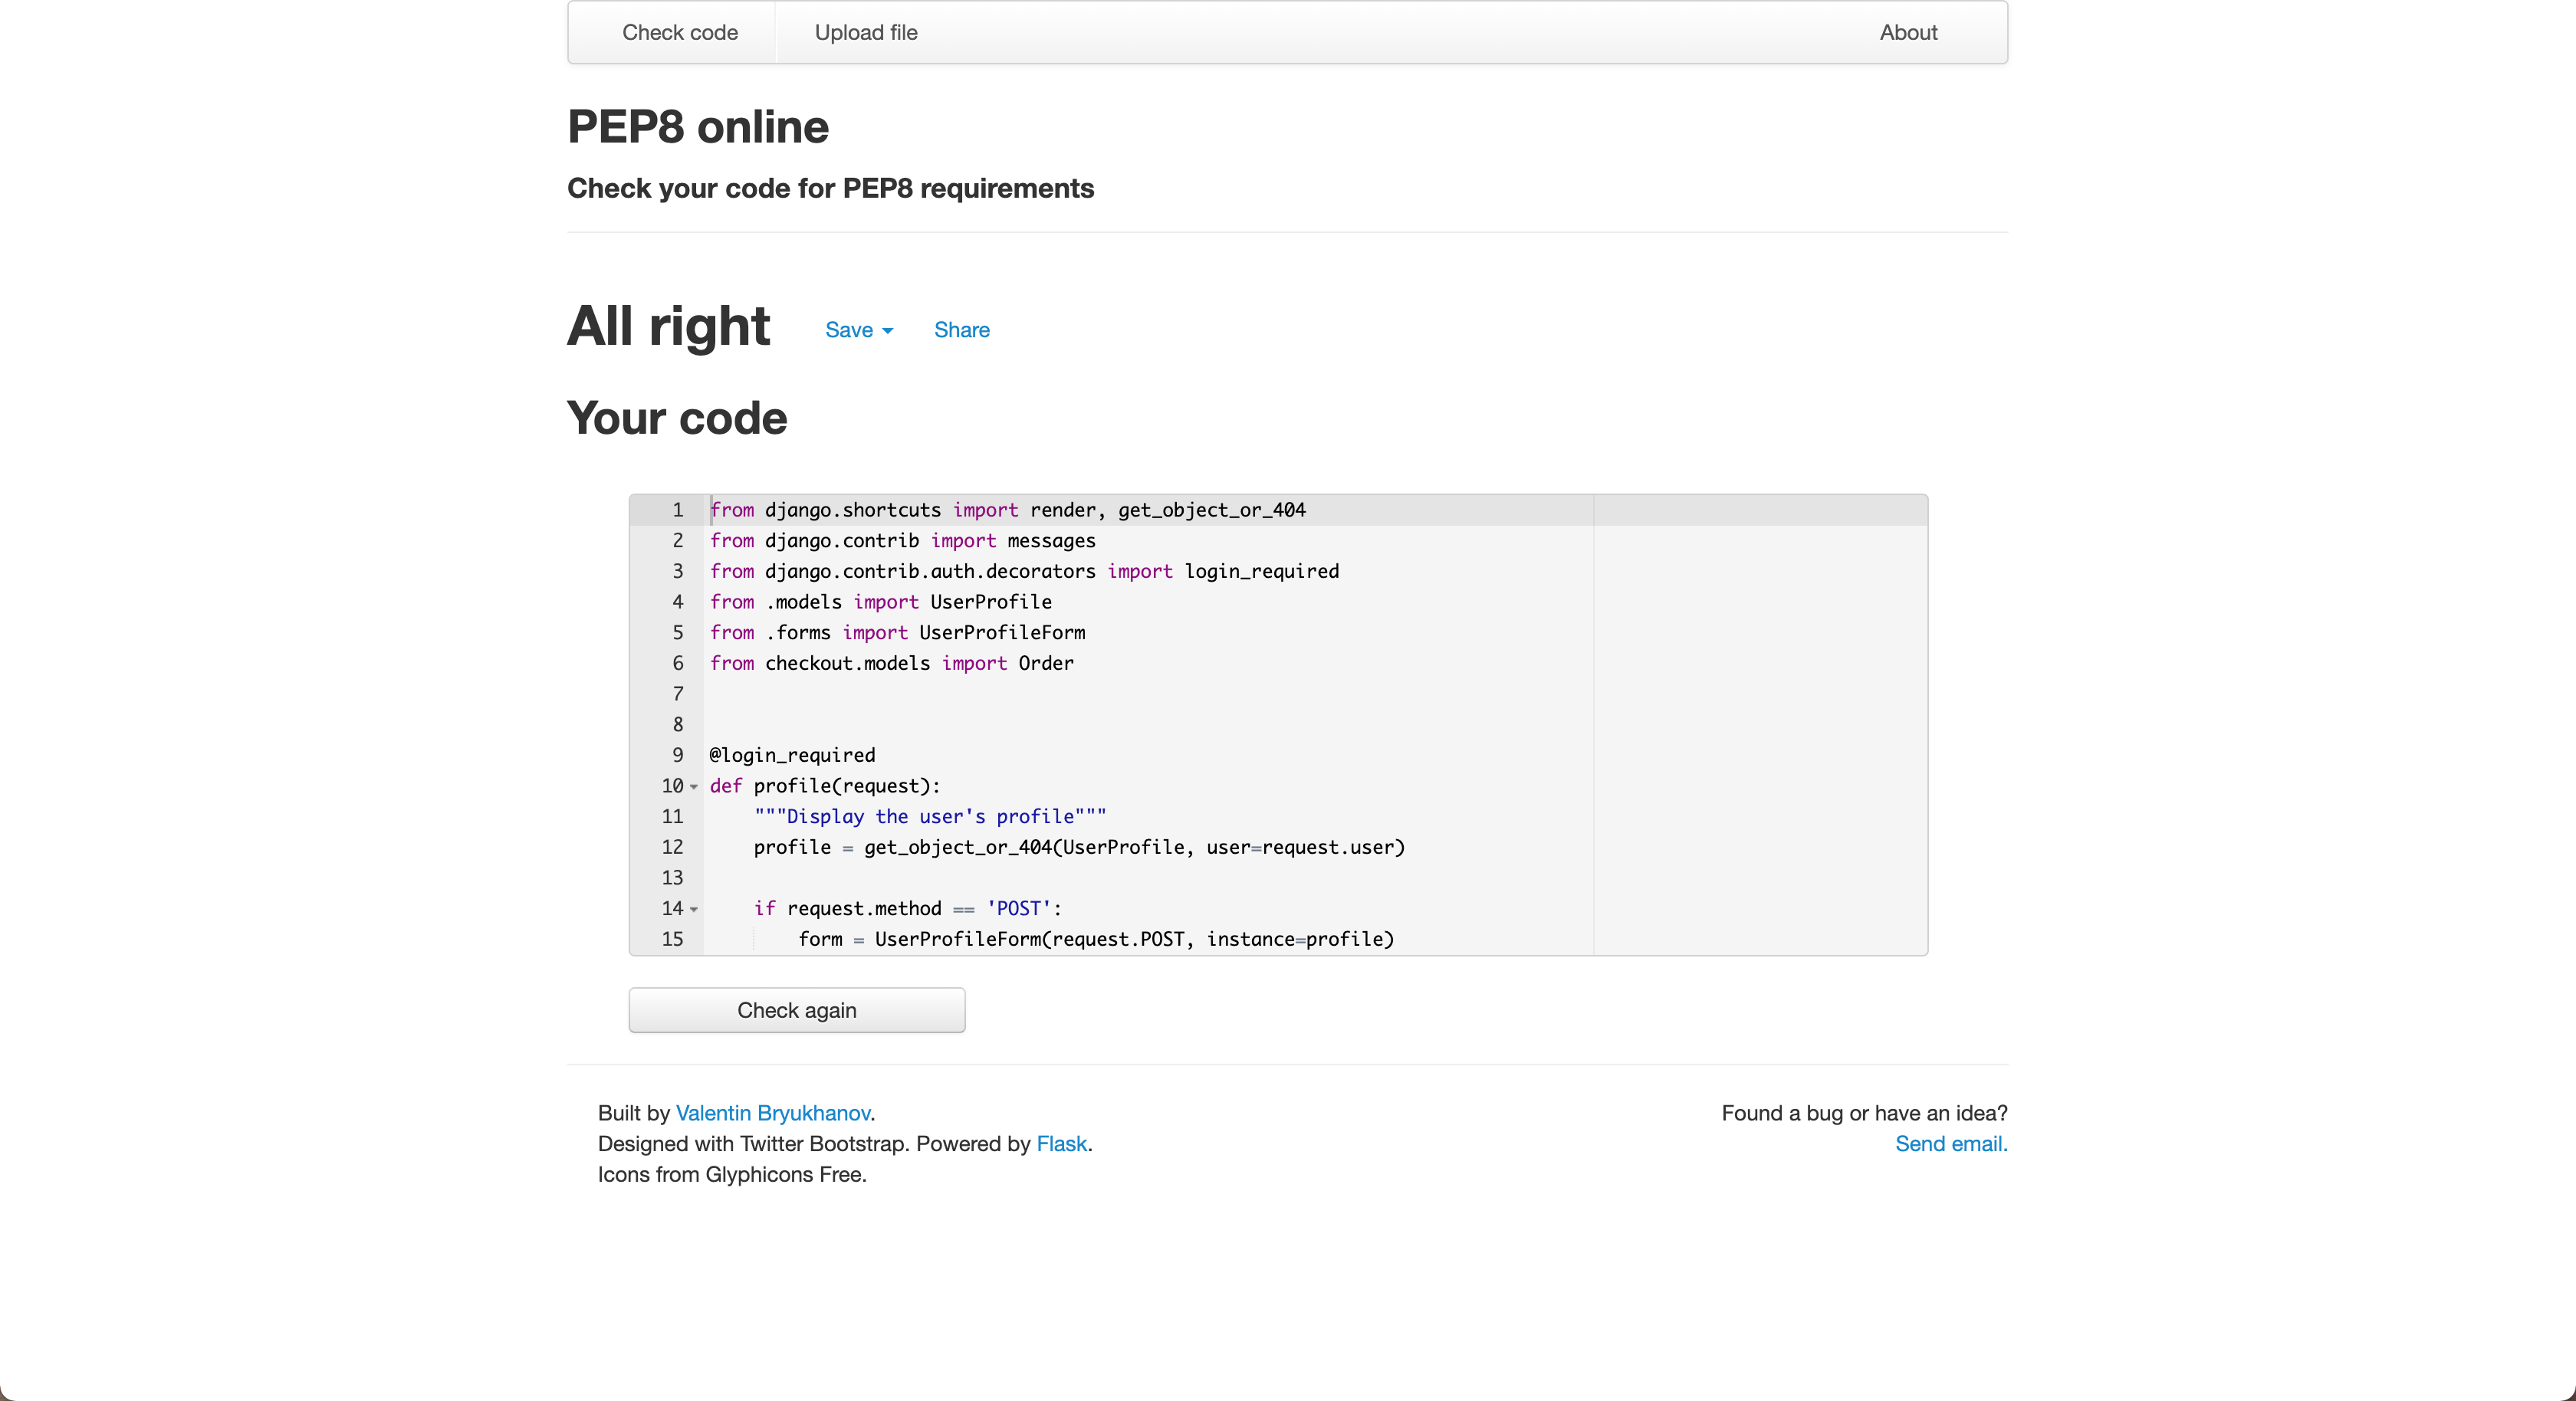 Check code Upload file About
PEP8 online
Check your code for PEP8 requirements
All right Save Share
Your code
1 from django.shortcuts import render, get_object_or_404
2 from django.contrib import messages
3 from django.contrib.auth.decorators import login_required
4 from .models import UserProfile
5 from .forms import UserProfileForm
6 from checkout.models import Order
7
8
9 @login_required
10 def profile(request):
11     """Display the user's profile"""
12     profile = get_object_or_404(UserProfile, user=request.user)
13
14     if request.method == 'POST':
15         form = UserProfileForm(request.POST, instance=profile)
Check again
Built by Valentin Bryukhanov. Found a bug or have an idea?
Designed with Twitter Bootstrap. Powered by Flask. Send email.
Icons from Glyphicons Free.